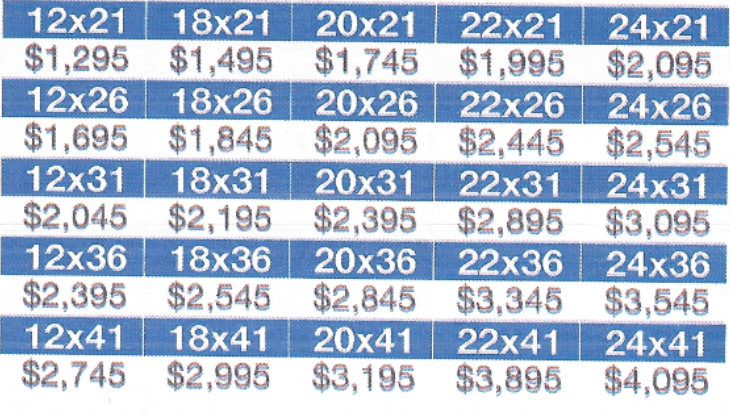 12x21 18x21 20x21 22x21 24x21
$1,295 $1,495 $1,745 $1,995 $2,095
12x26 18x26 20x26 22x26 24x26
$1,695 $1,845 $2,095 $2,445 $2,545
12x31 18x31 20x31 22x31 24x31
$2,045 $2,195 $2,395 $2,895 $3,095
12x36 18x36 20x36 22x36 24x36
$2,395 $2,545 $2,845 $3,345 $3,545
12x41 18x41 20x41 22x41 24x41
$2,745 $2,995 $3,195 $3,895 $4,095